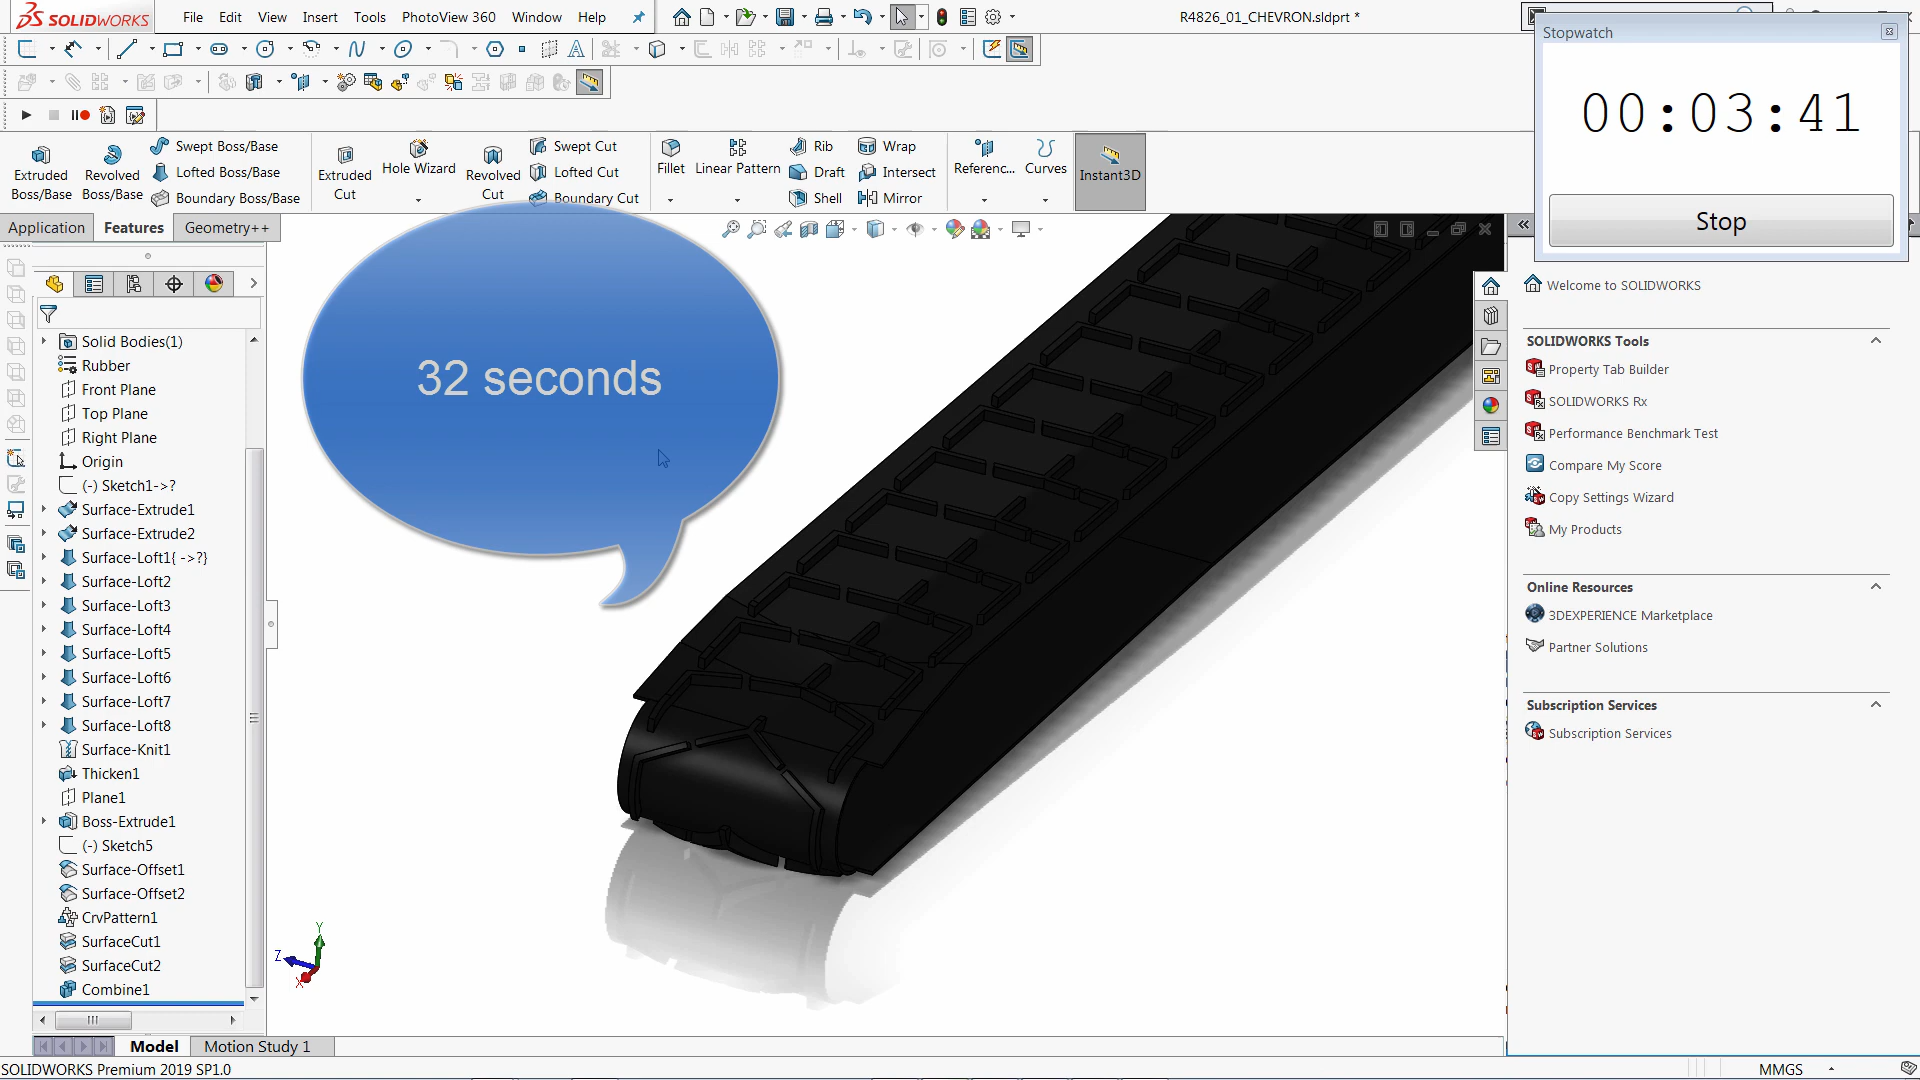 SOLIDWORKS
File Edit View Insert Tools PhotoView 360 Window Help
R4826_01_CHEVRON.sldprt *
Stopwatch
00:03:41
Stop
Extruded Boss/Base
Revolved Boss/Base
Swept Boss/Base
Lofted Boss/Base
Boundary Boss/Base
Extruded Cut
Hole Wizard
Revolved Cut
Swept Cut
Lofted Cut
Boundary Cut
Fillet
Linear Pattern
Rib
Draft
Shell
Wrap
Intersect
Mirror
Referenc...
Curves
Instant3D
Application Features Geometry++
32 seconds
Solid Bodies(1)
Rubber
Front Plane
Top Plane
Right Plane
Origin
(-) Sketch1->?
Surface-Extrude1
Surface-Extrude2
Surface-Loft1{ ->?}
Surface-Loft2
Surface-Loft3
Surface-Loft4
Surface-Loft5
Surface-Loft6
Surface-Loft7
Surface-Loft8
Surface-Knit1
Thicken1
Plane1
Boss-Extrude1
(-) Sketch5
Surface-Offset1
Surface-Offset2
CrvPattern1
SurfaceCut1
SurfaceCut2
Combine1
Y
Z
X
Welcome to SOLIDWORKS
SOLIDWORKS Tools
Property Tab Builder
SOLIDWORKS Rx
Performance Benchmark Test
Compare My Score
Copy Settings Wizard
My Products
Online Resources
3DEXPERIENCE Marketplace
Partner Solutions
Subscription Services
Subscription Services
Model Motion Study 1
SOLIDWORKS Premium 2019 SP1.0
MMGS